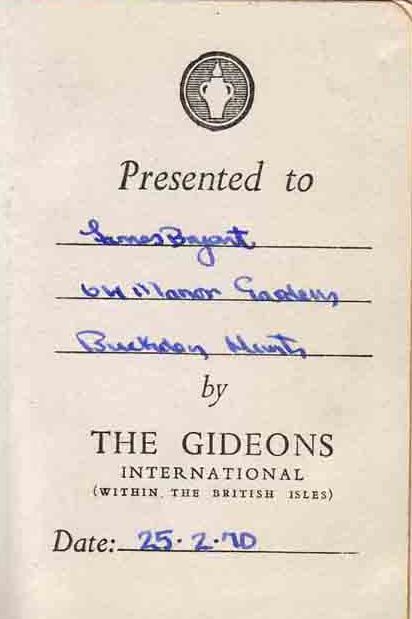 Presented to
James Bryant
64 Manor Gardens
Buckden Hunts
by
THE GIDEONS
INTERNATIONAL
(WITHIN THE BRITISH ISLES)
Date: 25.2.70